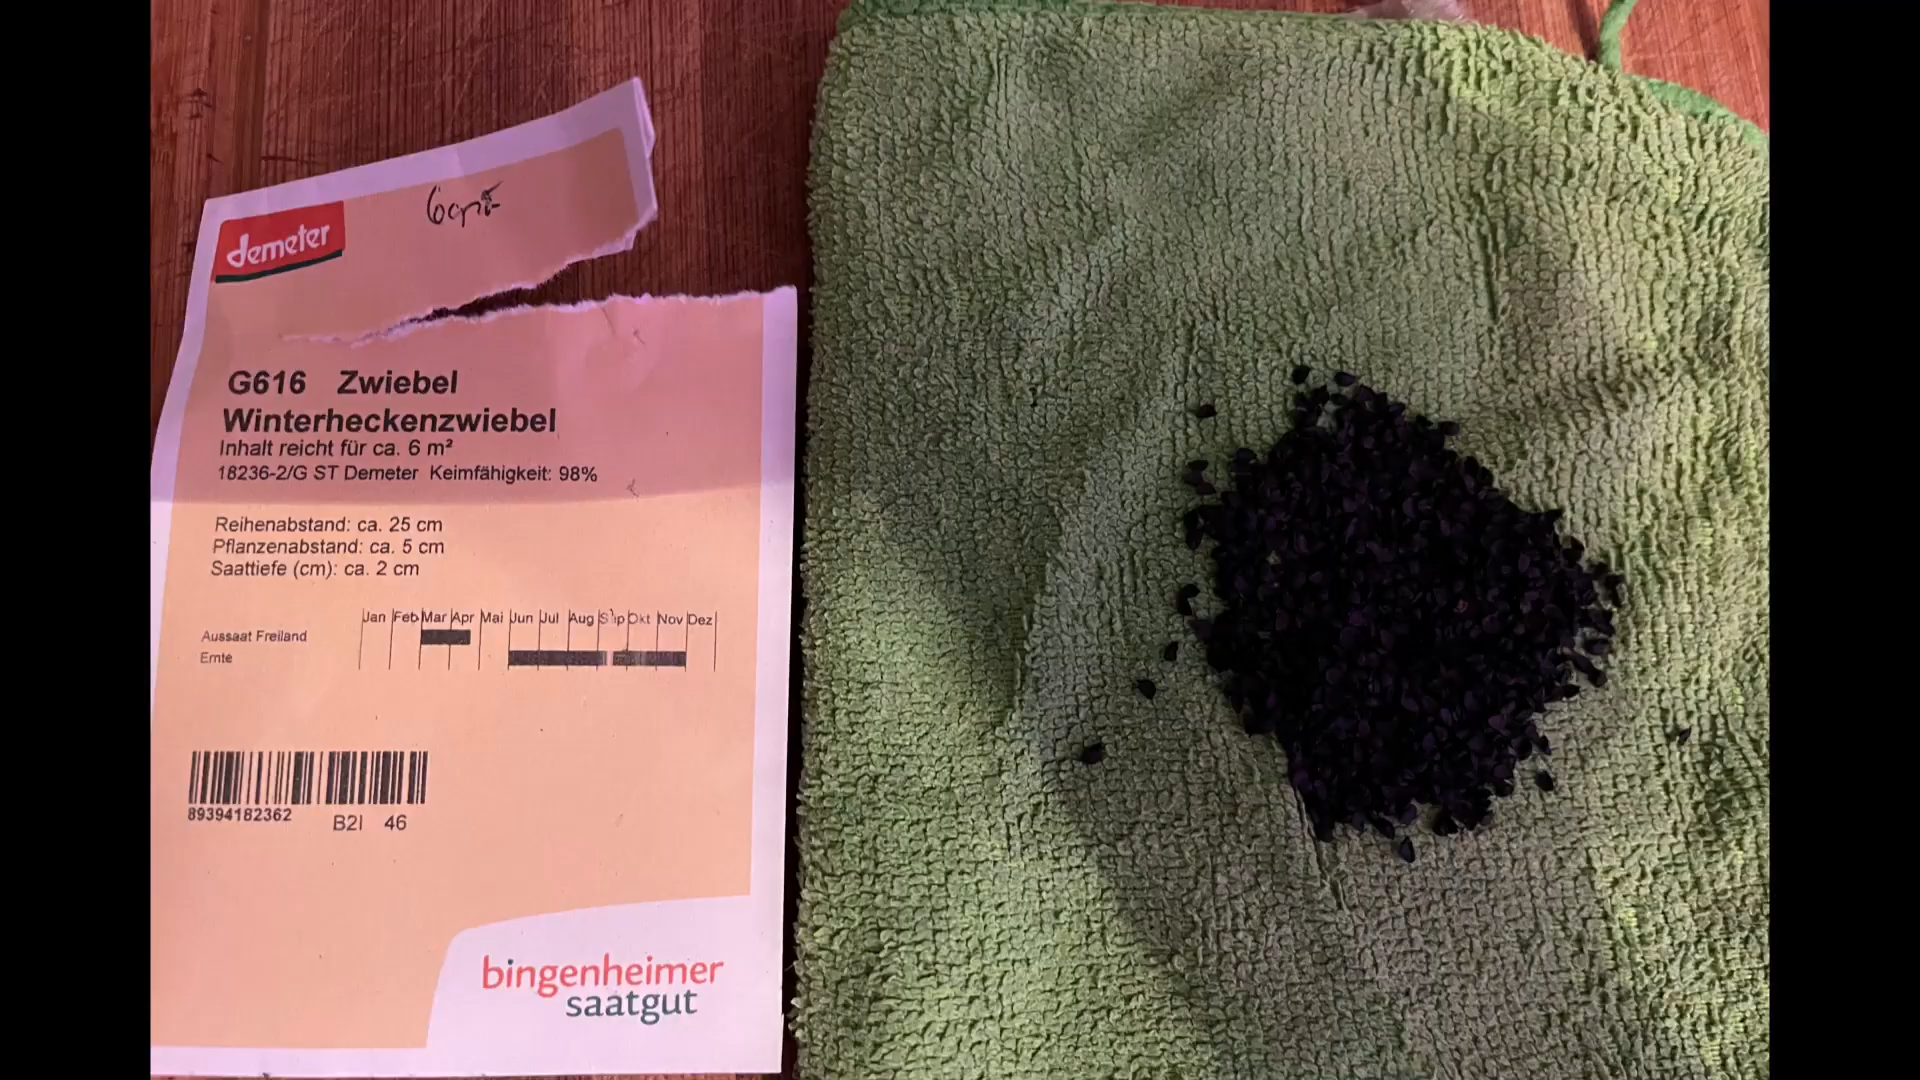 demeter
G616 Zwiebel
Winterheckenzwiebel
Inhalt reicht für ca. 6 m²
18236-2/G ST Demeter Keimfähigkeit: 98%
Reihenabstand: ca. 25 cm
Pflanzenabstand: ca. 5 cm
Saattiefe (cm): ca. 2 cm
Jan Feb Mar Apr Mai Jun Jul Aug Sep Okt Nov Dez
Aussaat Freiland
Ernte
89394182362
B2I 46
bingenheimer
saatgut